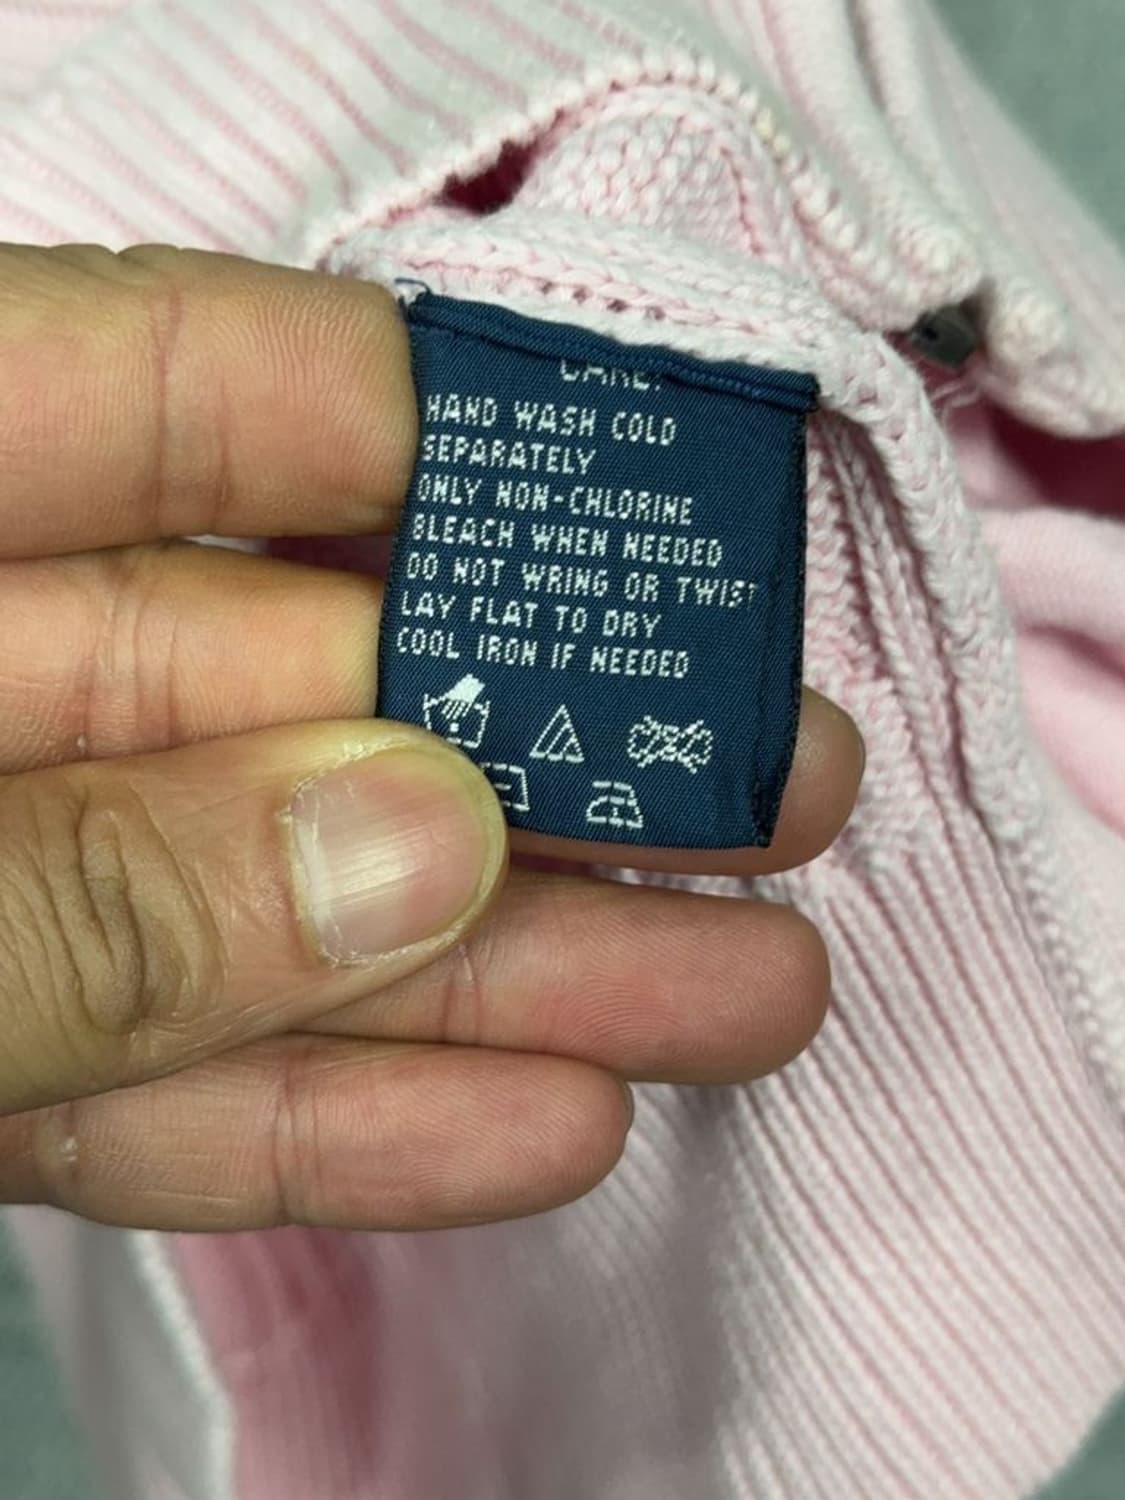 CARE:
HAND WASH COLD
SEPARATELY
ONLY NON-CHLORINE
BLEACH WHEN NEEDED
DO NOT WRING OR TWIST
LAY FLAT TO DRY
COOL IRON IF NEEDED